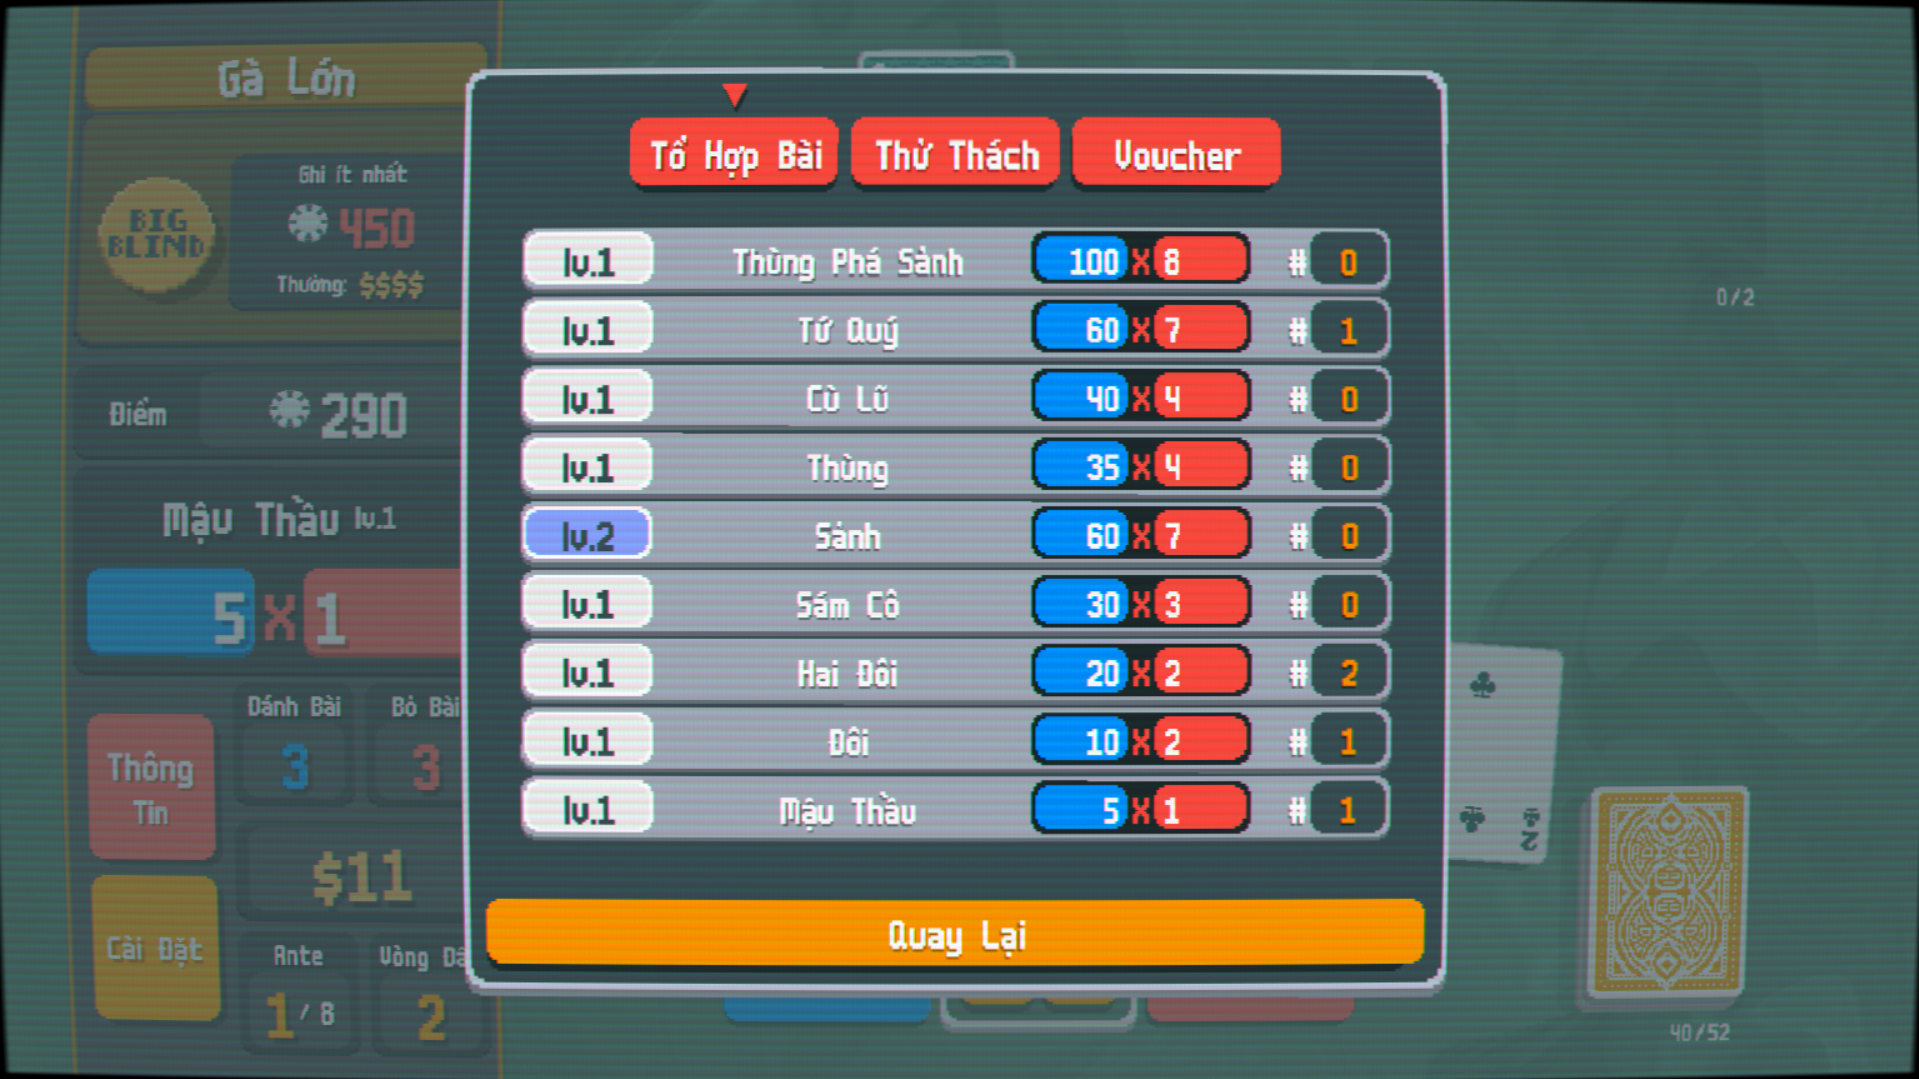 Gà Lớn
BIG
BLIND
Ghi ít nhất
450
Thưởng: $$$$
Điểm
290
Mậu Thầu lv.1
5 X 1
Đánh Bài
3
Bỏ Bài
3
Thông
Tin
$11
Cài Đặt
Ante
1 / 8
Vòng Đấ
2
Tổ Hợp Bài
Thử Thách
Voucher
lv.1 Thùng Phá Sảnh 100 X 8 # 0
lv.1 Tứ Quý 60 X 7 # 1
lv.1 Cù Lũ 40 X 4 # 0
lv.1 Thùng 35 X 4 # 0
lv.2 Sảnh 60 X 7 # 0
lv.1 Sám Cô 30 X 3 # 0
lv.1 Hai Đôi 20 X 2 # 2
lv.1 Đôi 10 X 2 # 1
lv.1 Mậu Thầu 5 X 1 # 1
Quay Lại
0/2
2
40/52